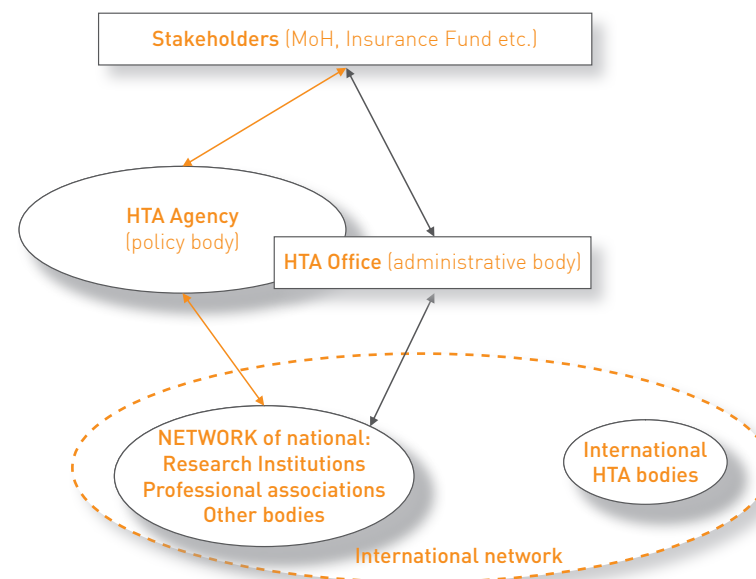 Stakeholders (MoH, Insurance Fund etc.)
HTA Agency
(policy body)
HTA Office (administrative body)
NETWORK of national:
Research Institutions
Professional associations
Other bodies
International
HTA bodies
International network